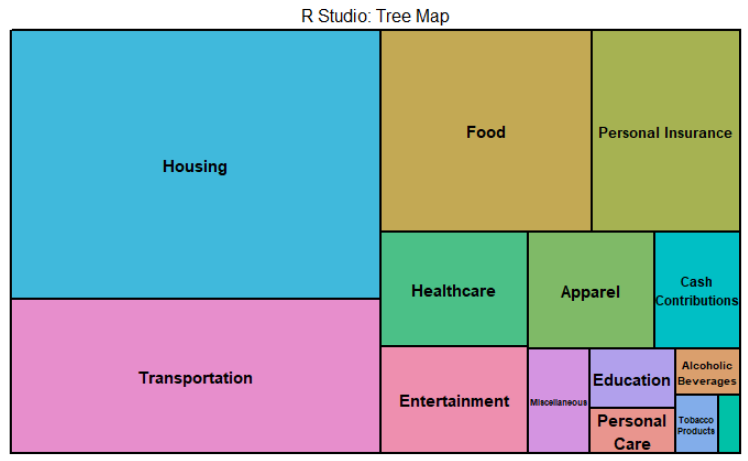 R Studio: Tree Map
Housing
Food
Personal Insurance
Healthcare
Apparel
Cash
Contributions
Transportation
Entertainment
Miscellaneous
Education
Alcoholic
Beverages
Personal
Care
Tobacco
Products